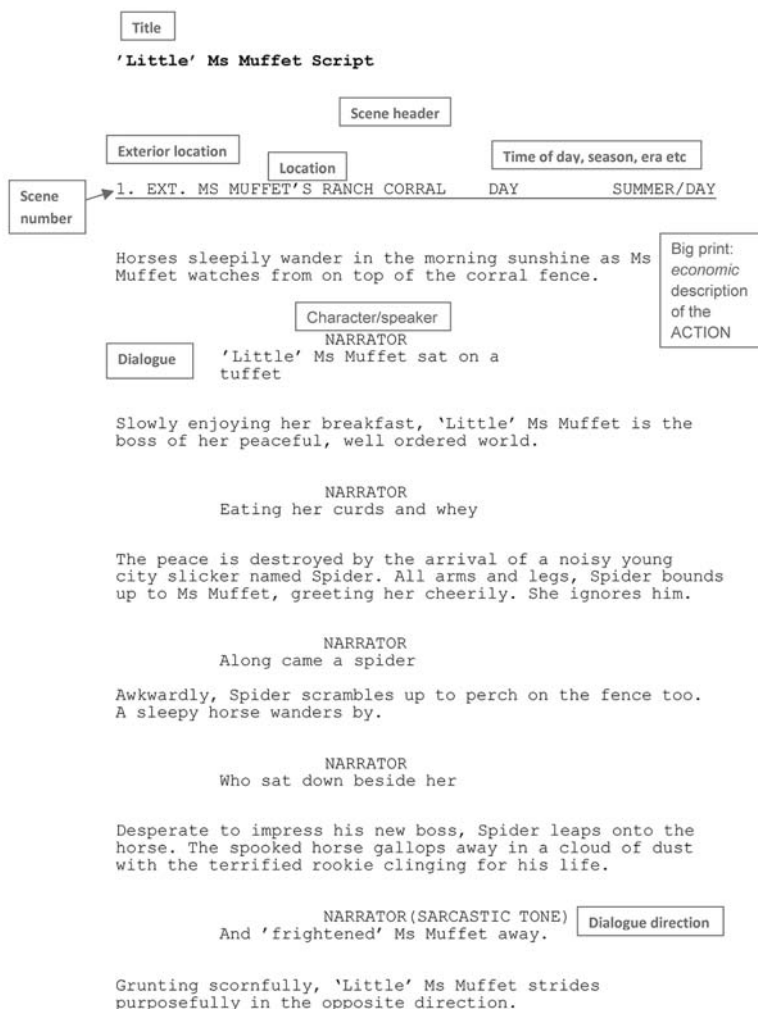 Title
'Little' Ms Muffet Script
Scene header
Exterior location
Location
Time of day, season, era etc
Scene
number
1. EXT. MS MUFFET'S RANCH CORRAL DAY SUMMER/DAY
Horses sleepily wander in the morning sunshine as Ms
Muffet watches from on top of the corral fence.
Big print:
economic
description
of the
ACTION
Character/speaker
NARRATOR
Dialogue
'Little' Ms Muffet sat on a
tuffet
Slowly enjoying her breakfast, 'Little' Ms Muffet is the
boss of her peaceful, well ordered world.
NARRATOR
Eating her curds and whey
The peace is destroyed by the arrival of a noisy young
city slicker named Spider. All arms and legs, Spider bounds
up to Ms Muffet, greeting her cheerily. She ignores him.
NARRATOR
Along came a spider
Awkwardly, Spider scrambles up to perch on the fence too.
A sleepy horse wanders by.
NARRATOR
Who sat down beside her
Desperate to impress his new boss, Spider leaps onto the
horse. The spooked horse gallops away in a cloud of dust
with the terrified rookie clinging for his life.
NARRATOR(SARCASTIC TONE)
Dialogue direction
And 'frightened' Ms Muffet away.
Grunting scornfully, 'Little' Ms Muffet strides
purposefully in the opposite direction.